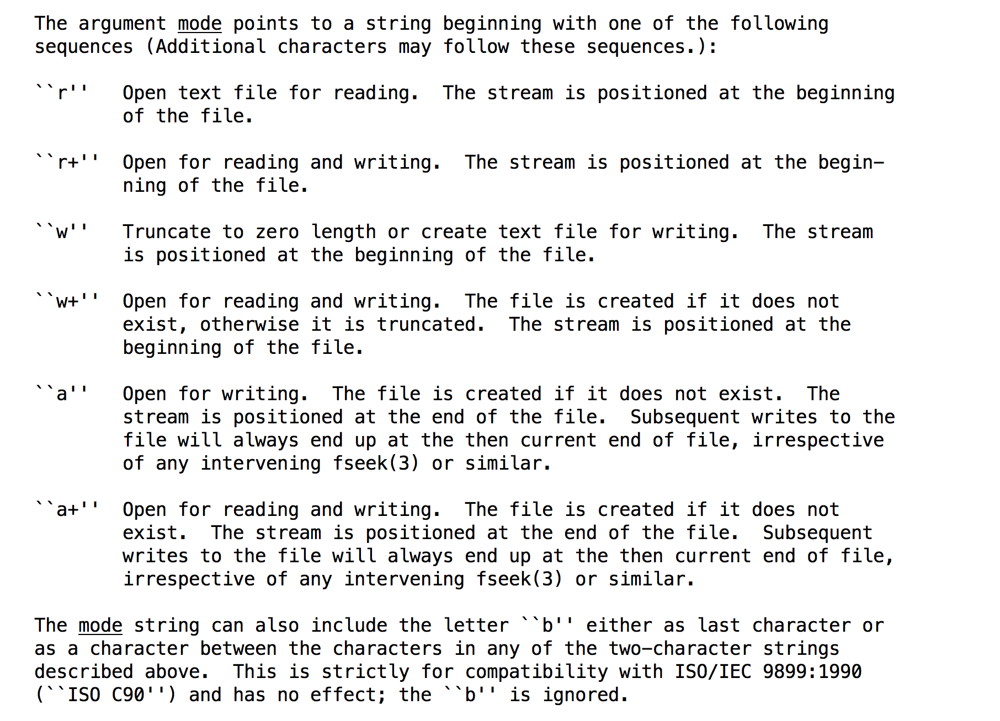 The argument mode points to a string beginning with one of the following
sequences (Additional characters may follow these sequences.):
``r''   Open text file for reading.  The stream is positioned at the beginning
of the file.
``r+''  Open for reading and writing.  The stream is positioned at the begin-
ning of the file.
``w''   Truncate to zero length or create text file for writing.  The stream
is positioned at the beginning of the file.
``w+''  Open for reading and writing.  The file is created if it does not
exist, otherwise it is truncated.  The stream is positioned at the
beginning of the file.
``a''   Open for writing.  The file is created if it does not exist.  The
stream is positioned at the end of the file.  Subsequent writes to the
file will always end up at the then current end of file, irrespective
of any intervening fseek(3) or similar.
``a+''  Open for reading and writing.  The file is created if it does not
exist.  The stream is positioned at the end of the file.  Subsequent
writes to the file will always end up at the then current end of file,
irrespective of any intervening fseek(3) or similar.
The mode string can also include the letter ``b'' either as last character or
as a character between the characters in any of the two-character strings
described above.  This is strictly for compatibility with ISO/IEC 9899:1990
(``ISO C90'') and has no effect; the ``b'' is ignored.